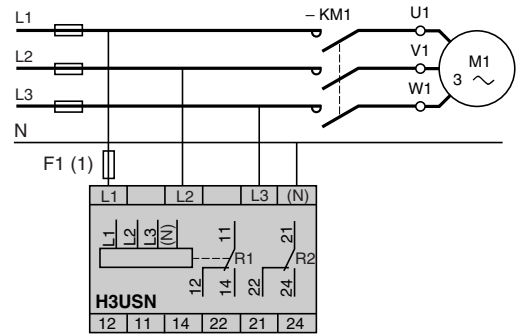 L1 – KM1 U1
L2 V1
L3 W1
M1
3
N
F1 (1)
L1 L2 L3 (N)
L1 L2 L3 (N)
11 21
R1 R2
12 14 22 24
H3USN
12 11 14 22 21 24